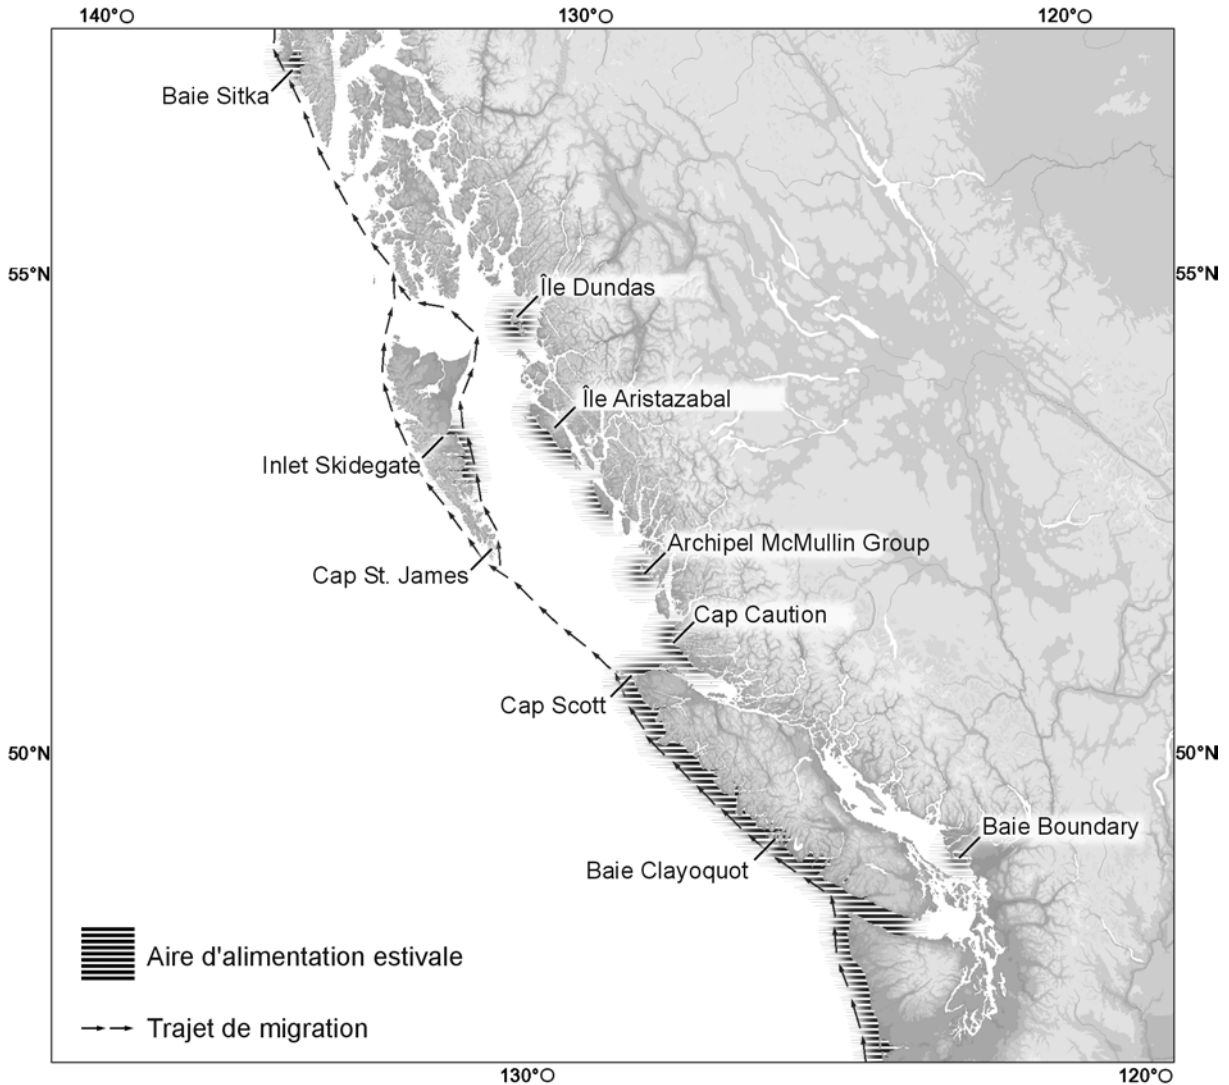 140°O 130°O 120°O
Baie Sitka
55°N 55°N
Île Dundas
Île Aristazabal
Inlet Skidegate
Archipel McMullin Group
Cap St. James
Cap Caution
Cap Scott
50°N 50°N
Baie Boundary
Baie Clayoquot
Aire d'alimentation estivale
Trajet de migration
130°O 120°O